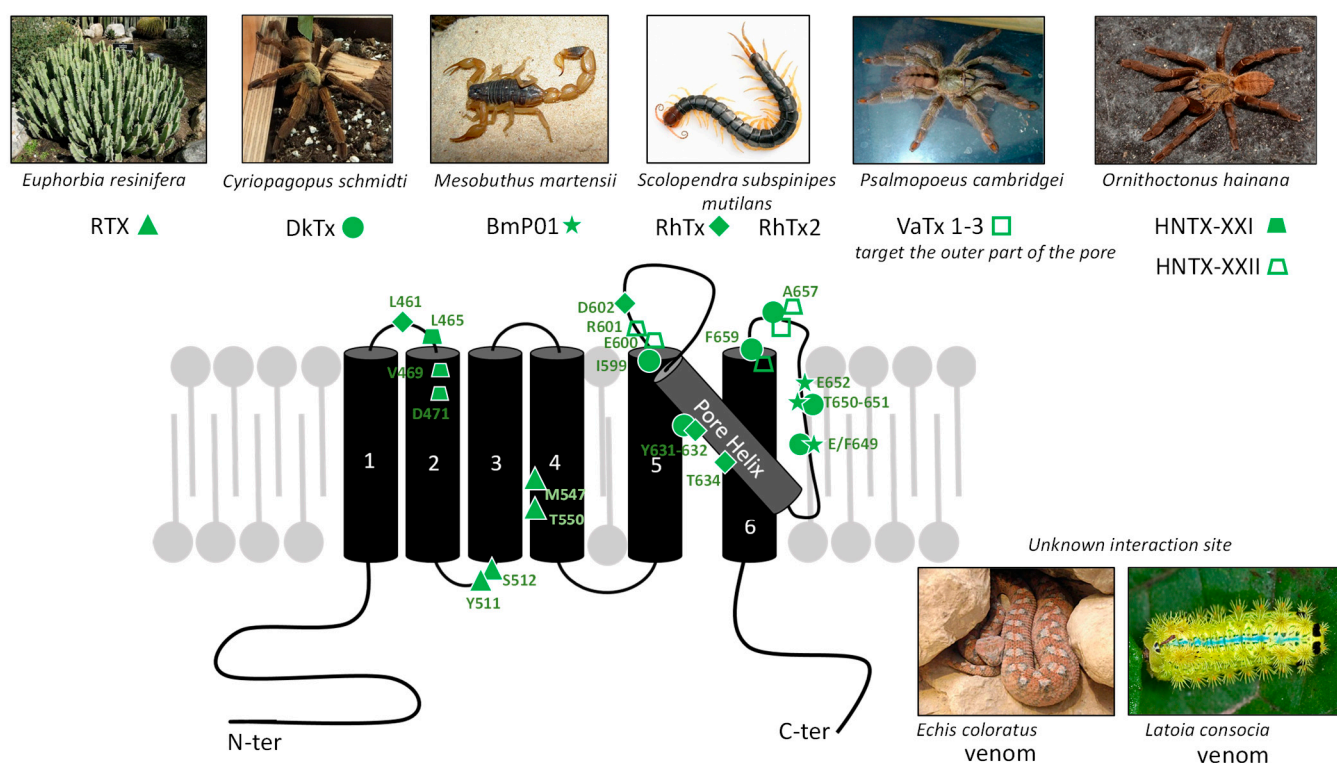 Euphorbia resinifera
Cyriopagopus schmidti
Mesobuthus martensii
Scolopendra subspinipes
mutilans
Psalmopoeus cambridgei
Ornithoctonus hainana
RTX
DkTx
BmP01
RhTx
RhTx2
VaTx 1-3
target the outer part of the pore
HNTX-XXI
HNTX-XXII
L461
L465
V469
D471
D602
R601
E600
I599
A657
F659
E652
T650-651
E/F649
Y631-632
T634
M547
T550
S512
Y511
1
2
3
4
5
Pore Helix
6
N-ter
C-ter
Unknown interaction site
Echis coloratus
venom
Latoia consocia
venom